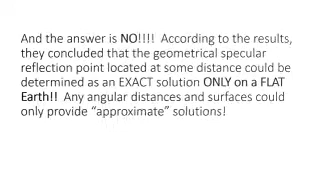 And the answer is NO!!!!  According to the results,
they concluded that the geometrical specular
reflection point located at some distance could be
determined as an EXACT solution ONLY on a FLAT
Earth!!  Any angular distances and surfaces could
only provide “approximate” solutions!